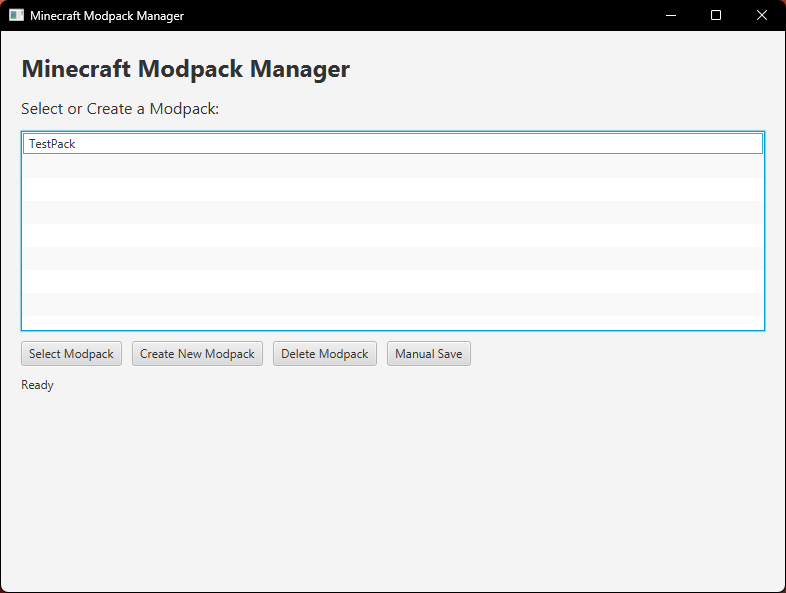 Minecraft Modpack Manager
Minecraft Modpack Manager
Select or Create a Modpack:
TestPack
Select Modpack Create New Modpack Delete Modpack Manual Save
Ready